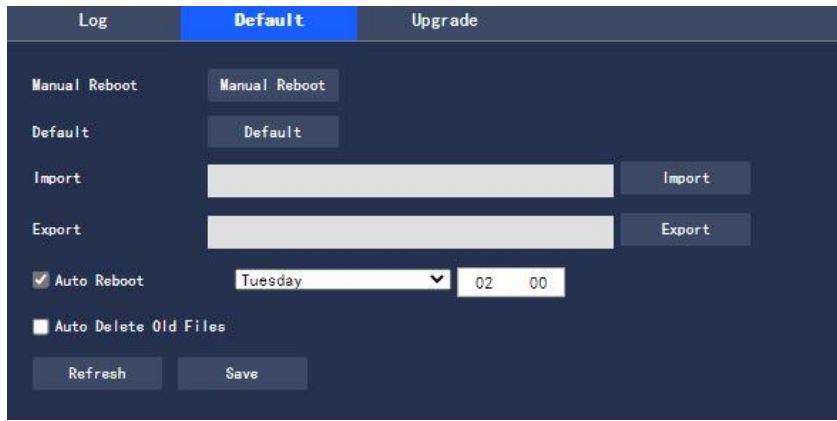 Log Default Upgrade
Manual Reboot Manual Reboot
Default Default
Import Import
Export Export
Auto Reboot Tuesday 02 00
Auto Delete Old Files
Refresh Save